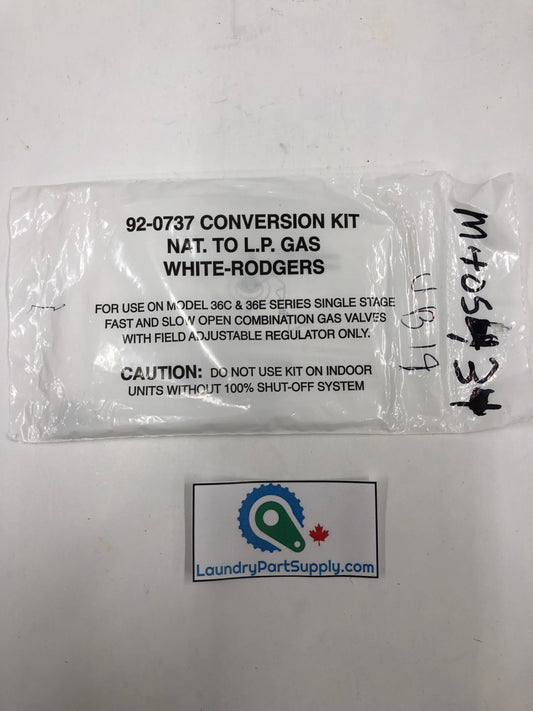 92-0737 CONVERSION KIT
NAT. TO L.P. GAS
WHITE-RODGERS
FOR USE ON MODEL 36C & 36E SERIES SINGLE STAGE
FAST AND SLOW OPEN COMBINATION GAS VALVES
WITH FIELD ADJUSTABLE REGULATOR ONLY.
CAUTION: DO NOT USE KIT ON INDOOR
UNITS WITHOUT 100% SHUT-OFF SYSTEM
UB19
LaundryPartSupply.com